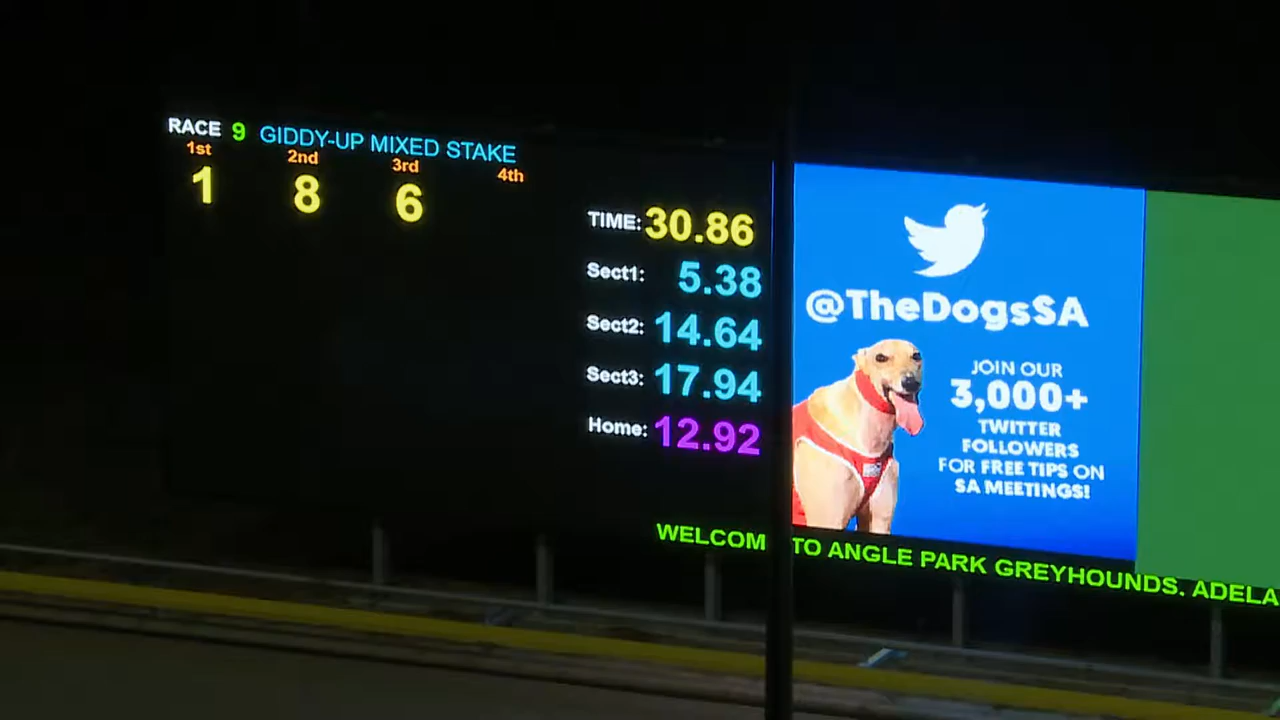 RACE 9 GIDDY-UP MIXED STAKE
1st 2nd 3rd 4th
1 8 6
TIME: 30.86
Sect1: 5.38
Sect2: 14.64
Sect3: 17.94
Home: 12.92
@TheDogsSA
JOIN OUR
3,000+
TWITTER
FOLLOWERS
FOR FREE TIPS ON
SA MEETINGS!
WELCOM TO ANGLE PARK GREYHOUNDS. ADELA